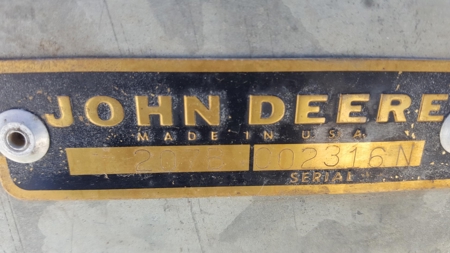 JOHN DEERE
MADE IN U.S.A.
02316N
SERIAL